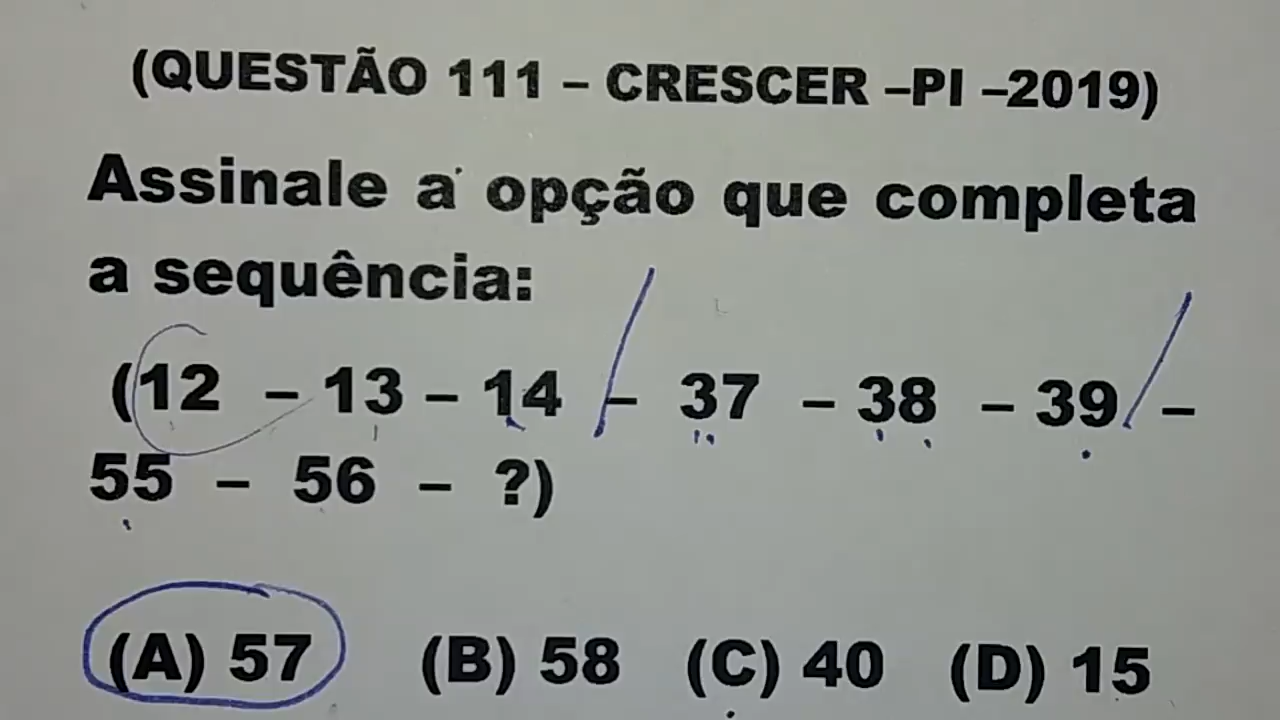 (QUESTÃO 111 – CRESCER –PI –2019)
Assinale a opção que completa
a sequência:
(12 – 13 – 14 – 37 – 38 – 39 –
55 – 56 – ?)
(A) 57 (B) 58 (C) 40 (D) 15